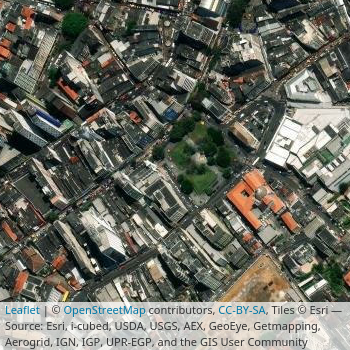 Leaflet | © OpenStreetMap contributors, CC-BY-SA, Tiles © Esri —
Source: Esri, i-cubed, USDA, USGS, AEX, GeoEye, Getmapping,
Aerogrid, IGN, IGP, UPR-EGP, and the GIS User Community